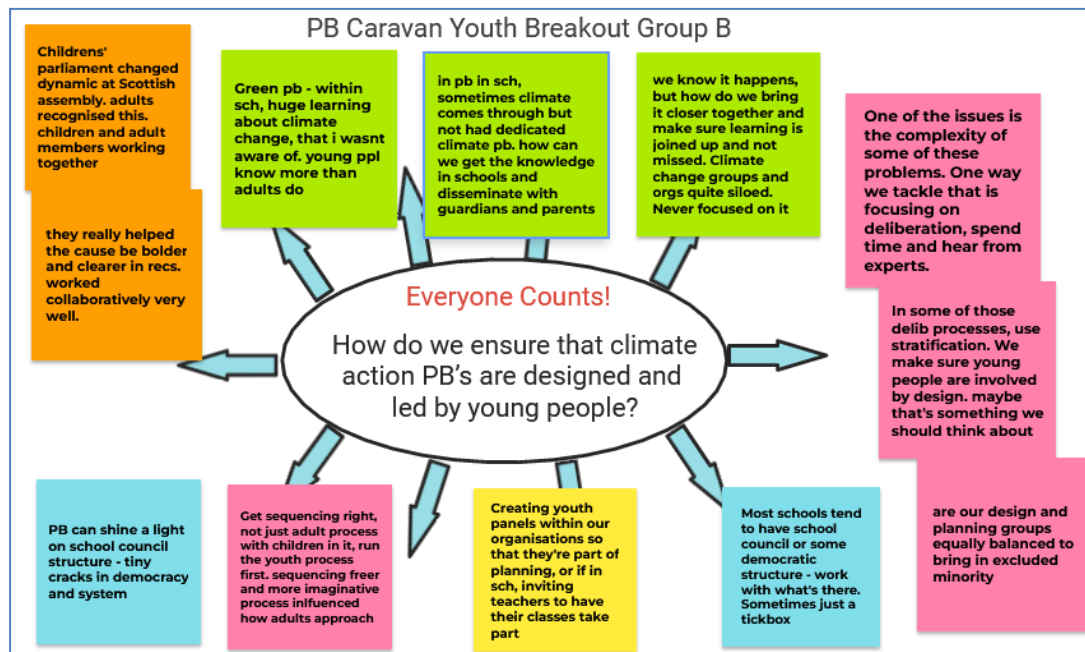 PB Caravan Youth Breakout Group B
Childrens'
parliament changed
dynamic at Scottish
assembly. adults
recognised this.
children and adult
members working
together
they really helped
the cause be bolder
and clearer in recs.
worked
collaboratively very
well.
Green pb - within
sch, huge learning
about climate
change, that i wasnt
aware of. young ppl
know more than
adults do
in pb in sch,
sometimes climate
comes through but
not had dedicated
climate pb. how can
we get the knowledge
in schools and
disseminate with
guardians and parents
we know it happens,
but how do we bring
it closer together and
make sure learning is
joined up and not
missed. Climate
change groups and
orgs quite siloed.
Never focused on it
One of the issues is
the complexity of
some of these
problems. One way
we tackle that is
focusing on
deliberation, spend
time and hear from
experts.
In some of those
delib processes, use
stratification. We
make sure young
people are involved
by design. maybe
that's something we
should think about
are our design and
planning groups
equally balanced to
bring in excluded
minority
Everyone Counts!
How do we ensure that climate
action PB's are designed and
led by young people?
PB can shine a light
on school council
structure - tiny
cracks in democracy
and system
Get sequencing right,
not just adult process
with children in it, run
the youth process
first. sequencing freer
and more imaginative
process inlfuenced
how adults approach
Creating youth
panels within our
organisations so
that they're part of
planning, or if in
sch, inviting
teachers to have
their classes take
part
Most schools tend
to have school
council or some
democratic
structure - work
with what's there.
Sometimes just a
tickbox